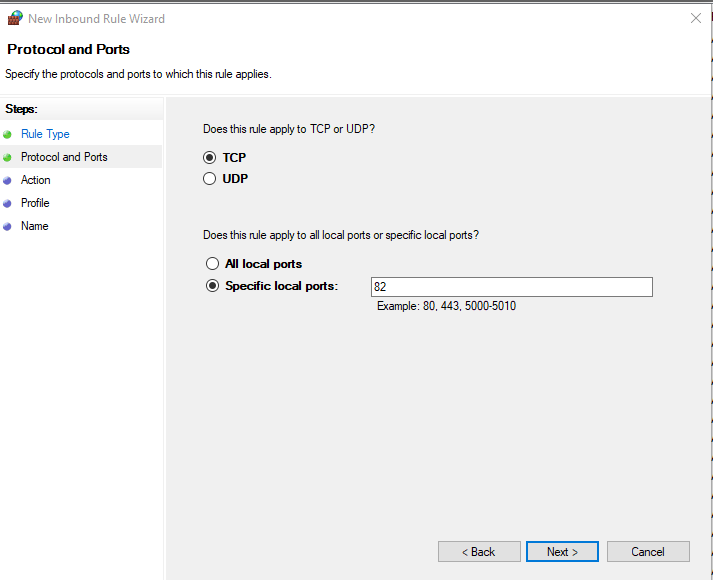 New Inbound Rule Wizard
Protocol and Ports
Specify the protocols and ports to which this rule applies.
Steps:
Rule Type
Protocol and Ports
Action
Profile
Name
Does this rule apply to TCP or UDP?
TCP
UDP
Does this rule apply to all local ports or specific local ports?
All local ports
Specific local ports:
82
Example: 80, 443, 5000-5010
< Back
Next >
Cancel